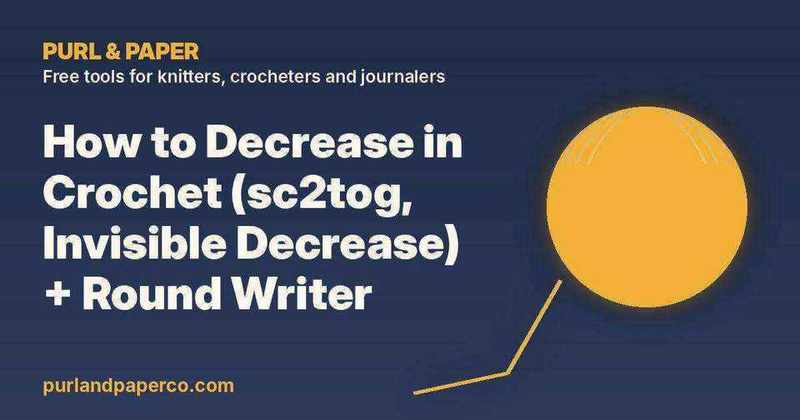 PURL & PAPER
Free tools for knitters, crocheters and journalers
How to Decrease in
Crochet (sc2tog,
Invisible Decrease)
+ Round Writer
purlandpaperco.com